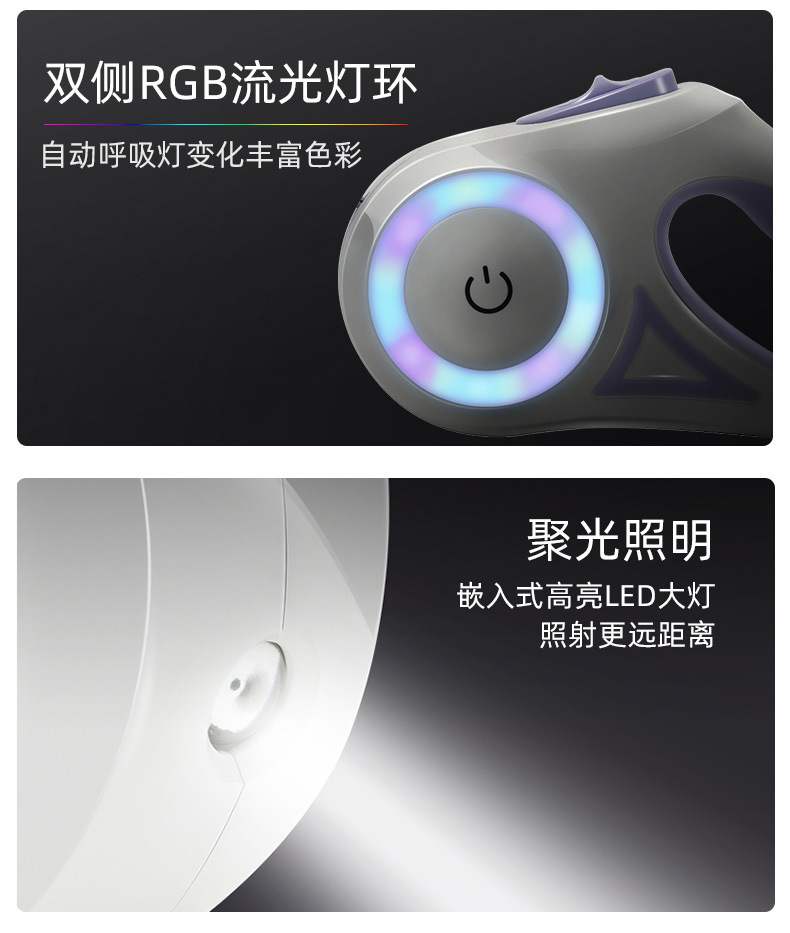 双侧RGB流光灯环
自动呼吸灯变化丰富色彩
聚光照明
嵌入式高亮LED大灯
照射更远距离